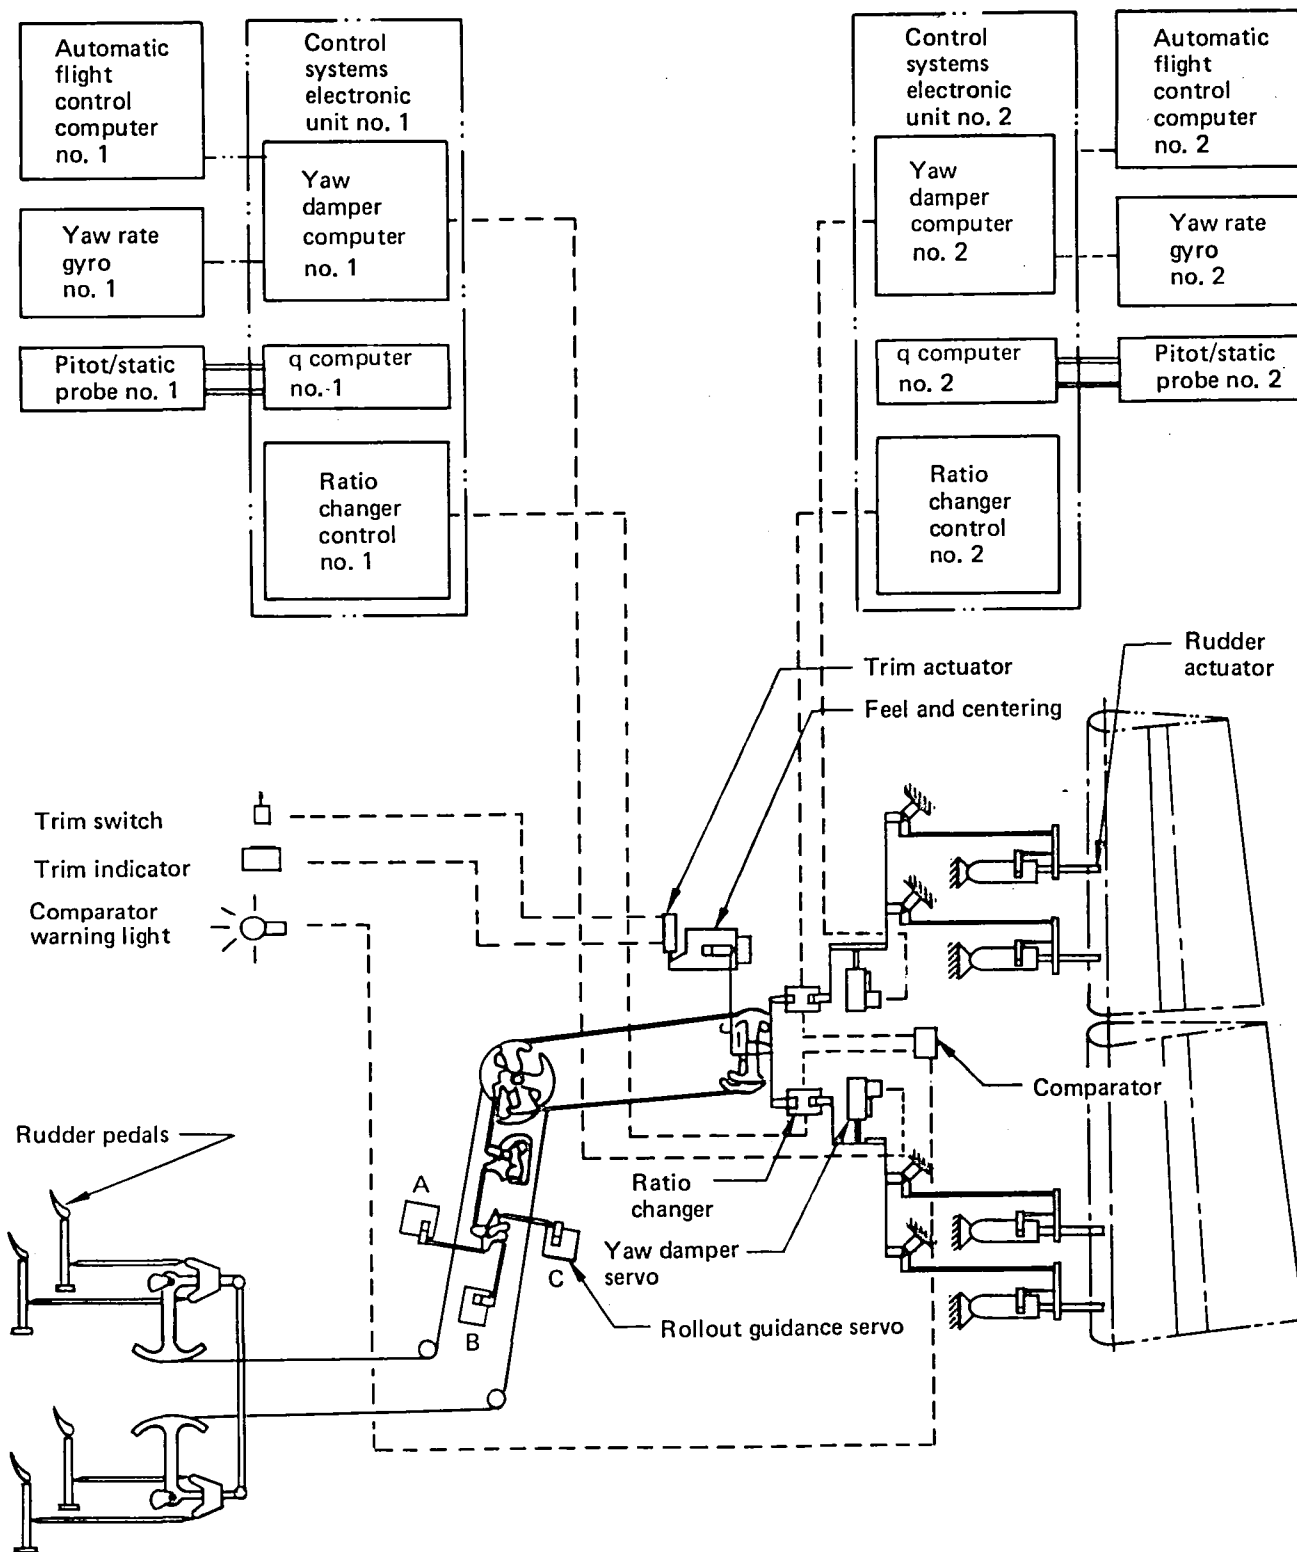 Automatic
flight
control
computer
no. 1
Control
systems
electronic
unit no. 1
Yaw
damper
computer
no. 1
Yaw rate
gyro
no. 1
Pitot/static
probe no. 1
q computer
no. 1
Ratio
changer
control
no. 1
Control
systems
electronic
unit no. 2
Automatic
flight
control
computer
no. 2
Yaw
damper
computer
no. 2
Yaw rate
gyro
no. 2
q computer
no. 2
Pitot/static
probe no. 2
Ratio
changer
control
no. 2
Trim actuator
Rudder
actuator
Feel and centering
Trim switch
Trim indicator
Comparator
warning light
Comparator
Rudder pedals
A
Ratio
changer
Yaw damper
servo
C
B
Rollout guidance servo